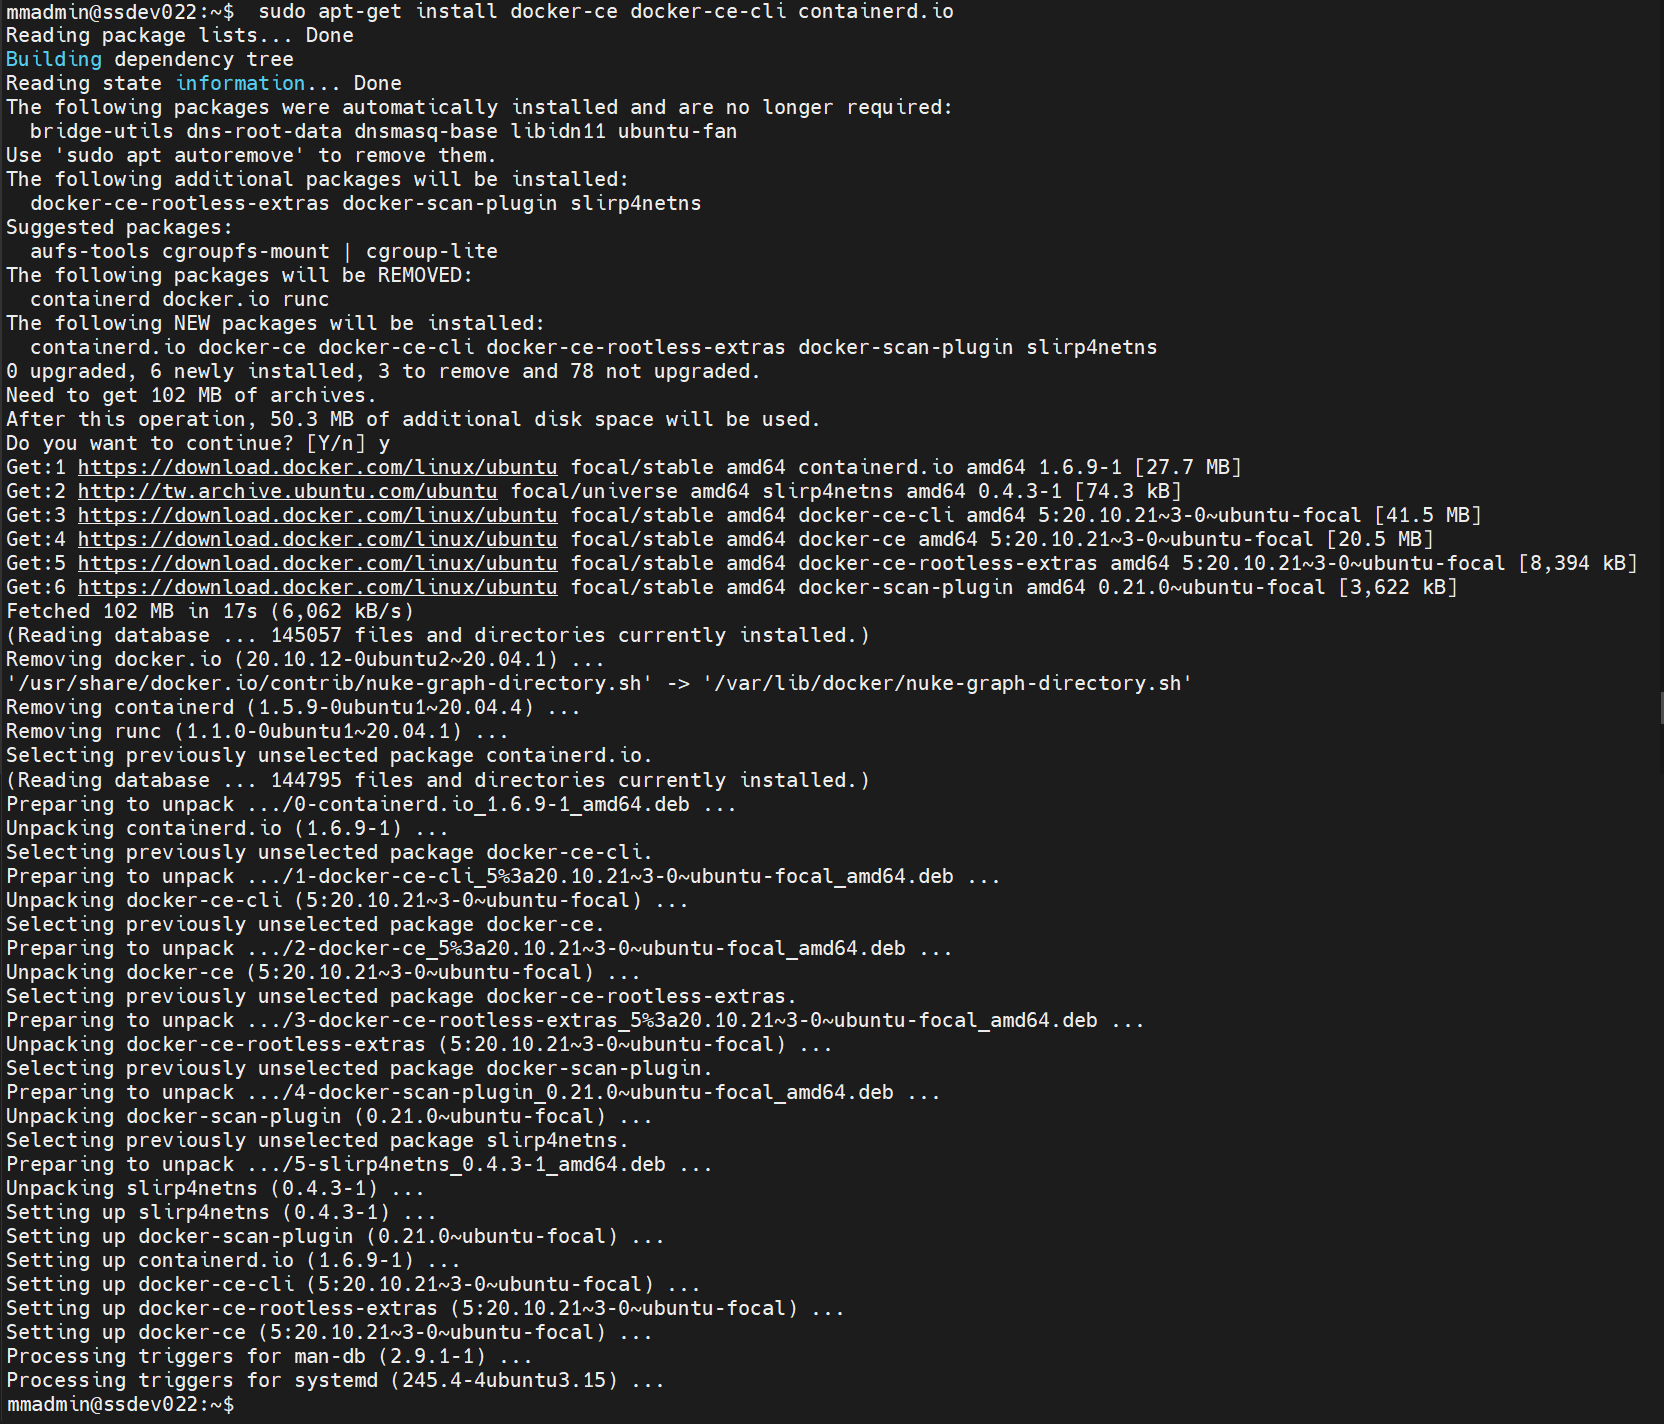 mmadmin@ssdev022:~$  sudo apt-get install docker-ce docker-ce-cli containerd.io
Reading package lists... Done
Building dependency tree
Reading state information... Done
The following packages were automatically installed and are no longer required:
  bridge-utils dns-root-data dnsmasq-base libidn11 ubuntu-fan
Use 'sudo apt autoremove' to remove them.
The following additional packages will be installed:
  docker-ce-rootless-extras docker-scan-plugin slirp4netns
Suggested packages:
  aufs-tools cgroupfs-mount | cgroup-lite
The following packages will be REMOVED:
  containerd docker.io runc
The following NEW packages will be installed:
  containerd.io docker-ce docker-ce-cli docker-ce-rootless-extras docker-scan-plugin slirp4netns
0 upgraded, 6 newly installed, 3 to remove and 78 not upgraded.
Need to get 102 MB of archives.
After this operation, 50.3 MB of additional disk space will be used.
Do you want to continue? [Y/n] y
Get:1 https://download.docker.com/linux/ubuntu focal/stable amd64 containerd.io amd64 1.6.9-1 [27.7 MB]
Get:2 http://tw.archive.ubuntu.com/ubuntu focal/universe amd64 slirp4netns amd64 0.4.3-1 [74.3 kB]
Get:3 https://download.docker.com/linux/ubuntu focal/stable amd64 docker-ce-cli amd64 5:20.10.21~3-0~ubuntu-focal [41.5 MB]
Get:4 https://download.docker.com/linux/ubuntu focal/stable amd64 docker-ce amd64 5:20.10.21~3-0~ubuntu-focal [20.5 MB]
Get:5 https://download.docker.com/linux/ubuntu focal/stable amd64 docker-ce-rootless-extras amd64 5:20.10.21~3-0~ubuntu-focal [8,394 kB]
Get:6 https://download.docker.com/linux/ubuntu focal/stable amd64 docker-scan-plugin amd64 0.21.0~ubuntu-focal [3,622 kB]
Fetched 102 MB in 17s (6,062 kB/s)
(Reading database ... 145057 files and directories currently installed.)
Removing docker.io (20.10.12-0ubuntu2~20.04.1) ...
'/usr/share/docker.io/contrib/nuke-graph-directory.sh' -> '/var/lib/docker/nuke-graph-directory.sh'
Removing containerd (1.5.9-0ubuntu1~20.04.4) ...
Removing runc (1.1.0-0ubuntu1~20.04.1) ...
Selecting previously unselected package containerd.io.
(Reading database ... 144795 files and directories currently installed.)
Preparing to unpack .../0-containerd.io_1.6.9-1_amd64.deb ...
Unpacking containerd.io (1.6.9-1) ...
Selecting previously unselected package docker-ce-cli.
Preparing to unpack .../1-docker-ce-cli_5%3a20.10.21~3-0~ubuntu-focal_amd64.deb ...
Unpacking docker-ce-cli (5:20.10.21~3-0~ubuntu-focal) ...
Selecting previously unselected package docker-ce.
Preparing to unpack .../2-docker-ce_5%3a20.10.21~3-0~ubuntu-focal_amd64.deb ...
Unpacking docker-ce (5:20.10.21~3-0~ubuntu-focal) ...
Selecting previously unselected package docker-ce-rootless-extras.
Preparing to unpack .../3-docker-ce-rootless-extras_5%3a20.10.21~3-0~ubuntu-focal_amd64.deb ...
Unpacking docker-ce-rootless-extras (5:20.10.21~3-0~ubuntu-focal) ...
Selecting previously unselected package docker-scan-plugin.
Preparing to unpack .../4-docker-scan-plugin_0.21.0~ubuntu-focal_amd64.deb ...
Unpacking docker-scan-plugin (0.21.0~ubuntu-focal) ...
Selecting previously unselected package slirp4netns.
Preparing to unpack .../5-slirp4netns_0.4.3-1_amd64.deb ...
Unpacking slirp4netns (0.4.3-1) ...
Setting up slirp4netns (0.4.3-1) ...
Setting up docker-scan-plugin (0.21.0~ubuntu-focal) ...
Setting up containerd.io (1.6.9-1) ...
Setting up docker-ce-cli (5:20.10.21~3-0~ubuntu-focal) ...
Setting up docker-ce-rootless-extras (5:20.10.21~3-0~ubuntu-focal) ...
Setting up docker-ce (5:20.10.21~3-0~ubuntu-focal) ...
Processing triggers for man-db (2.9.1-1) ...
Processing triggers for systemd (245.4-4ubuntu3.15) ...
mmadmin@ssdev022:~$